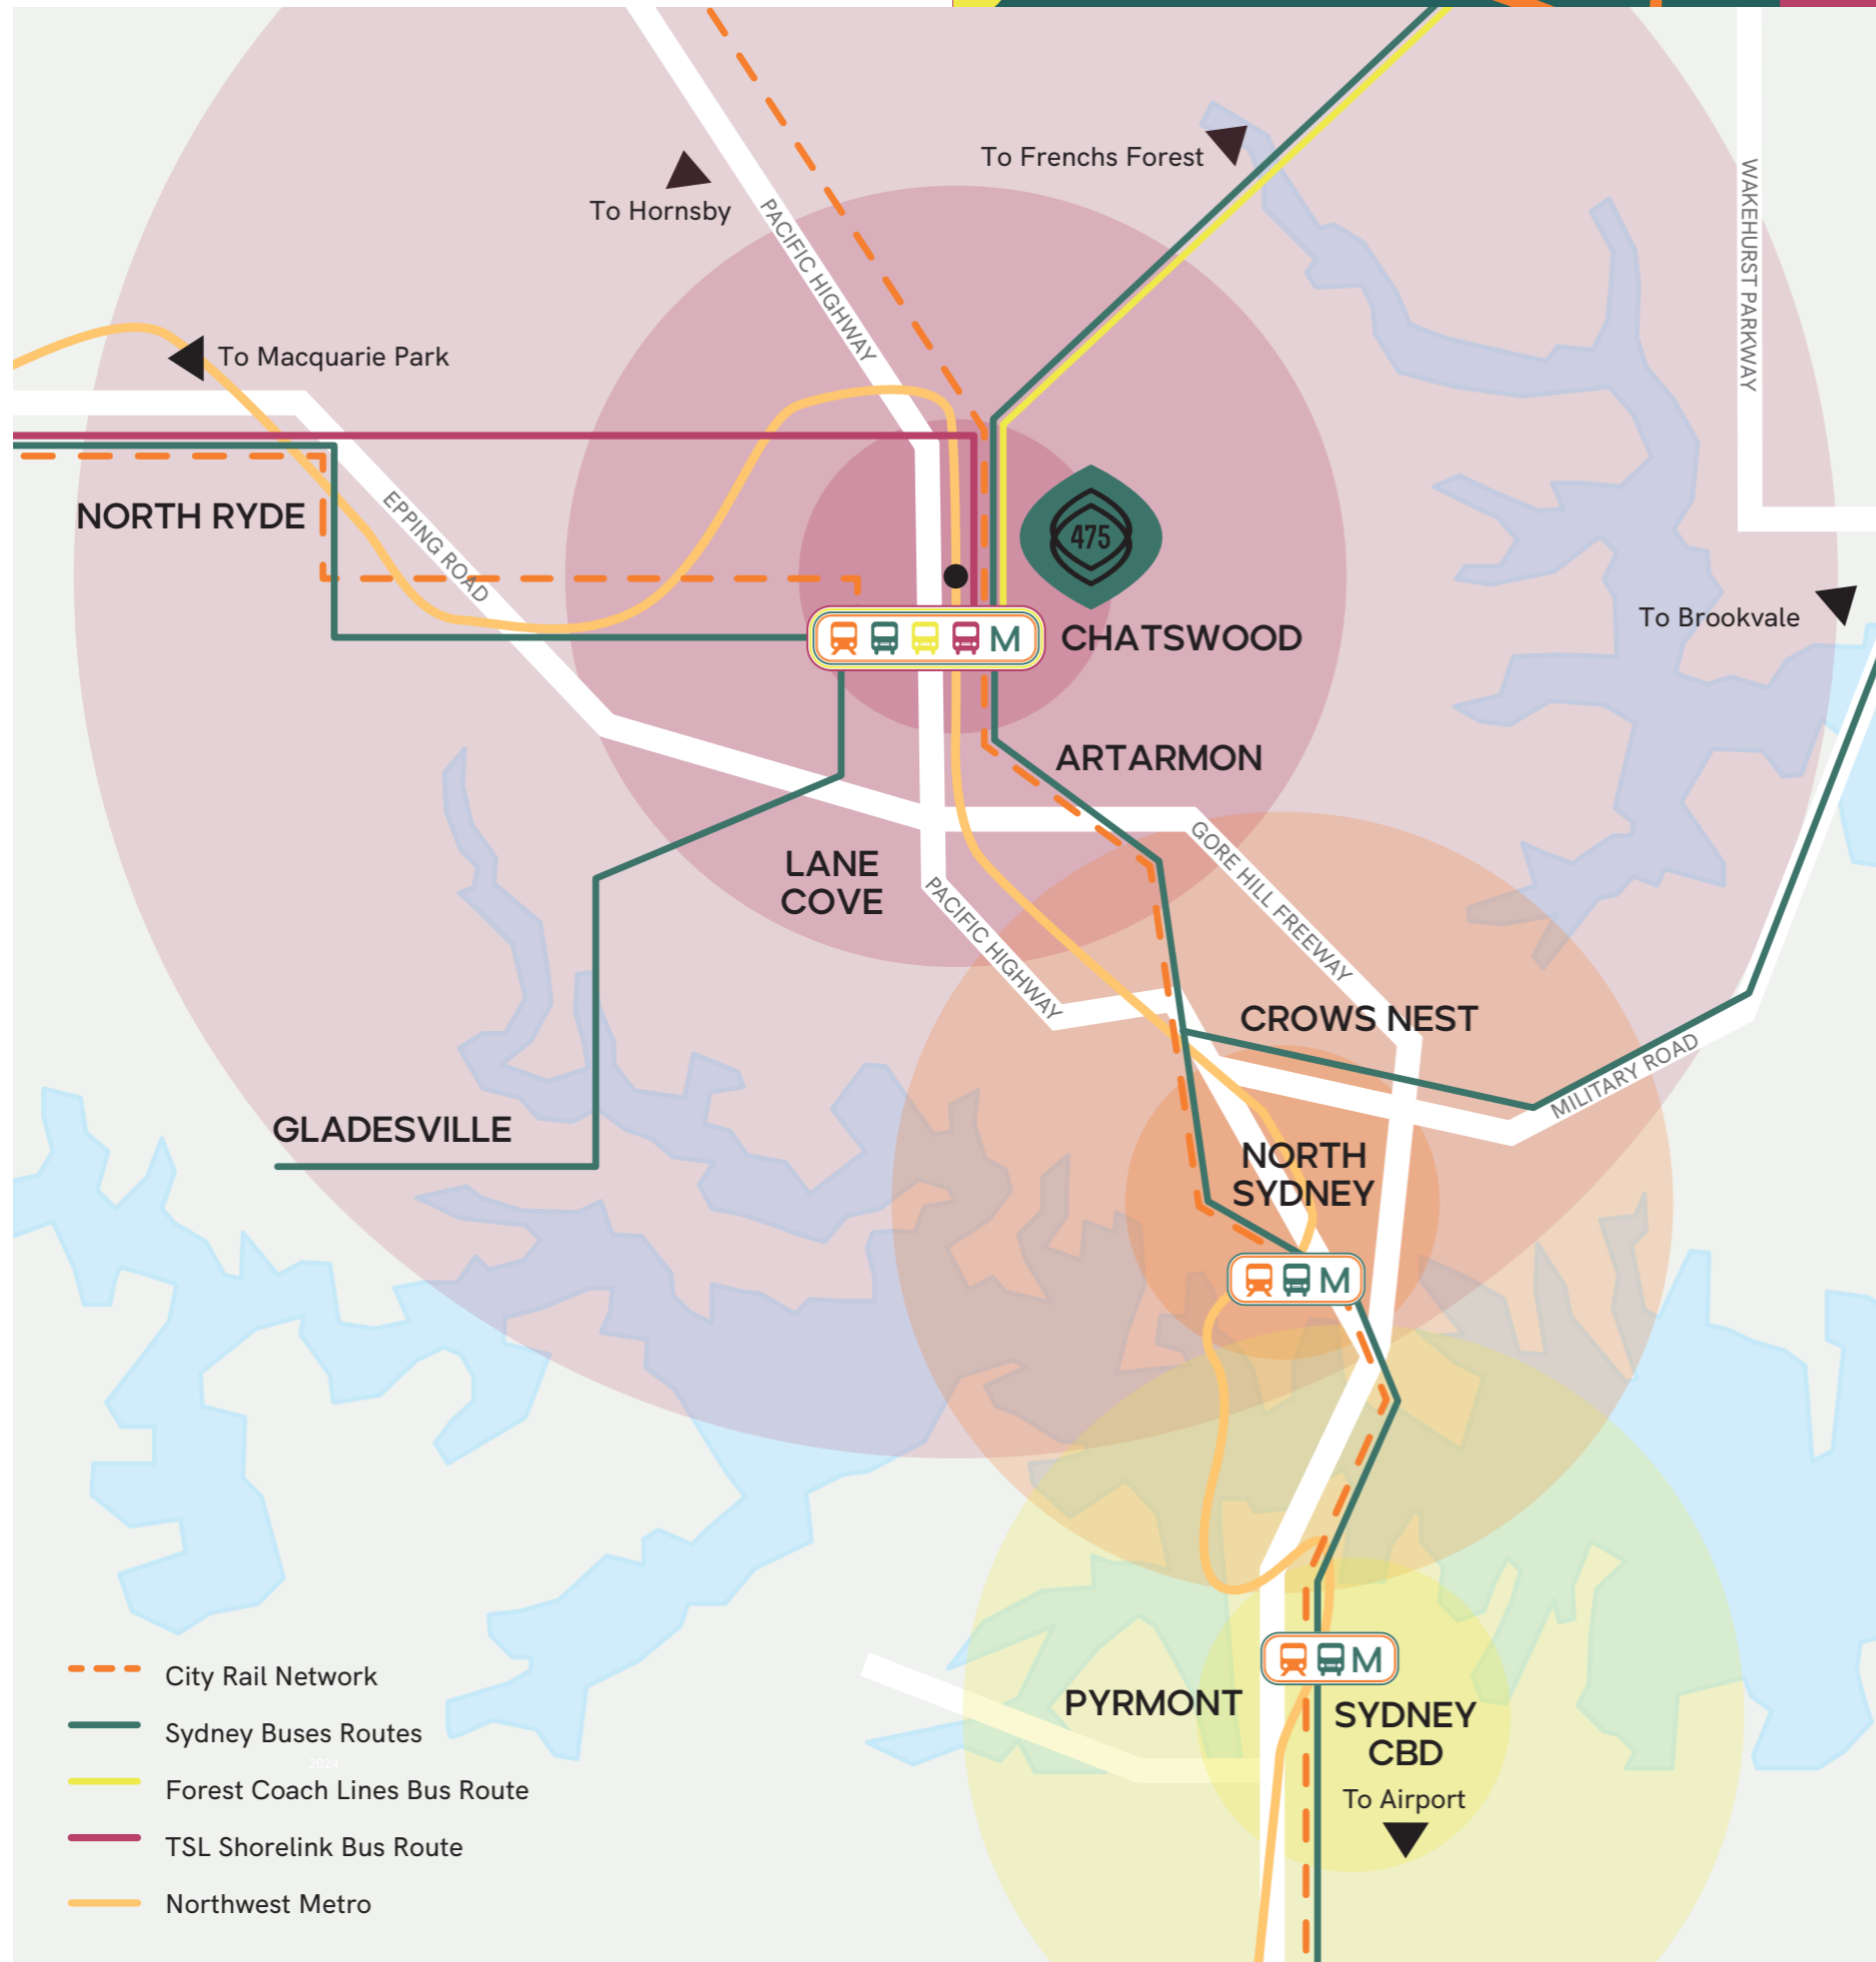 To Frenchs Forest
To Hornsby
PACIFIC HIGHWAY
WAKEHURST PARKWAY
To Macquarie Park
NORTH RYDE
EPPING ROAD
475
M
CHATSWOOD
To Brookvale
ARTARMON
LANE
COVE
GORE HILL FREEWAY
PACIFIC HIGHWAY
CROWS NEST
MILITARY ROAD
GLADESVILLE
NORTH
SYDNEY
M
M
PYRMONT
SYDNEY
CBD
To Airport
City Rail Network
Sydney Buses Routes
2024
Forest Coach Lines Bus Route
TSL Shorelink Bus Route
Northwest Metro